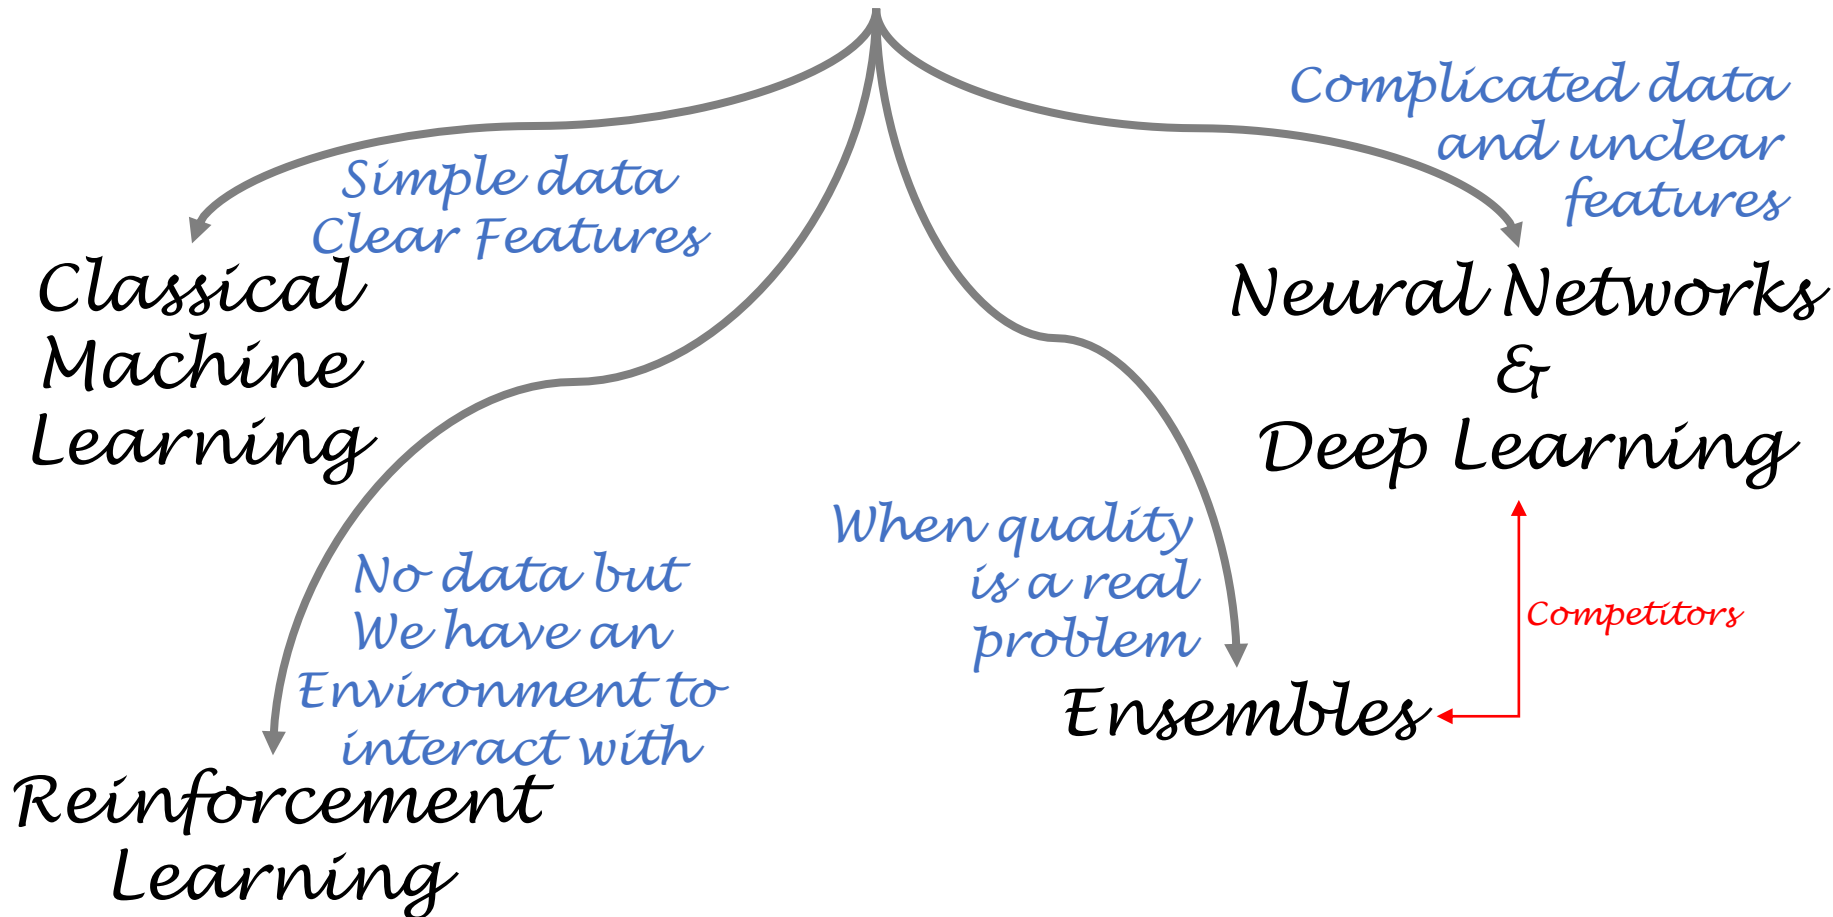 Simple data
Clear Features
Classical
Machine
Learning
No data but
We have an
Environment to
interact with
Reinforcement
Learning
When quality
is a real
problem
Ensembles
Complicated data
and unclear
features
Neural Networks
&
Deep Learning
Competitors